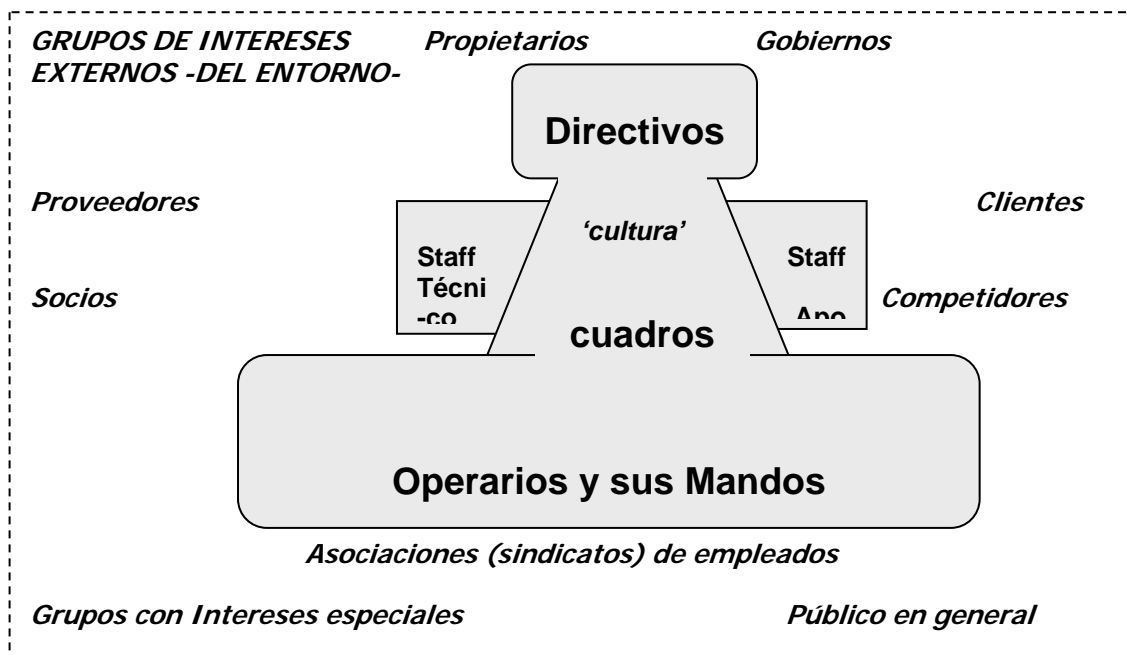 GRUPOS DE INTERESES
EXTERNOS -DEL ENTORNO-
Propietarios
Gobiernos
Directivos
Proveedores
Clientes
'cultura'
Staff
Técni
-co
Staff
Apo
Socios
Competidores
cuadros
Operarios y sus Mandos
Asociaciones (sindicatos) de empleados
Grupos con Intereses especiales
Público en general